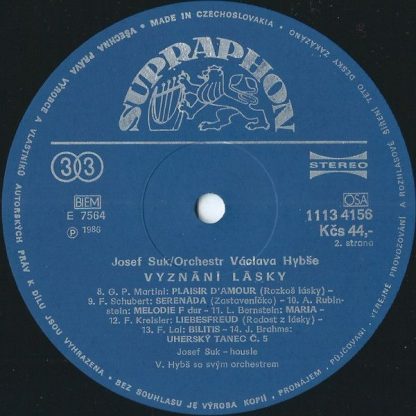 MADE IN CZECHOSLOVAKIA • VŠECHNA PRÁVA VÝROBCE A VLASTNÍKŮ AUTORSKÝCH PRÁV K DÍLU JSOU VYHRAZENA • BEZ SOUHLASU JE VÝROBA KOPIÍ, PRONÁJEM, PŮJČOVÁNÍ, VEŘEJNÉ PROVOZOVÁNÍ A ROZHLASOVÉ ŠÍŘENÍ TÉTO DESKY ZAKÁZÁNO
SUPRAPHON
33
STEREO
BIEM
E 7564
Ⓟ 1986
OSA
1113 4156
Kčs 44,-
2. strana
Josef Suk/Orchestr Václava Hybše
VYZNÁNÍ LÁSKY
8. G. P. Martini: PLAISIR D'AMOUR (Rozkoš lásky) -
9. F. Schubert: SERENÁDA (Zastaveníčko) - 10. A. Rubin-
stein: MELODIE F dur - 11. L. Bernstein: MARIA -
12. F. Kreisler: LIEBESFREUD (Radost z lásky) -
13. F. Lai: BILITIS - 14. J. Brahms:
UHERSKÝ TANEC Č. 5
Josef Suk - housle
V. Hybš se svým orchestrem